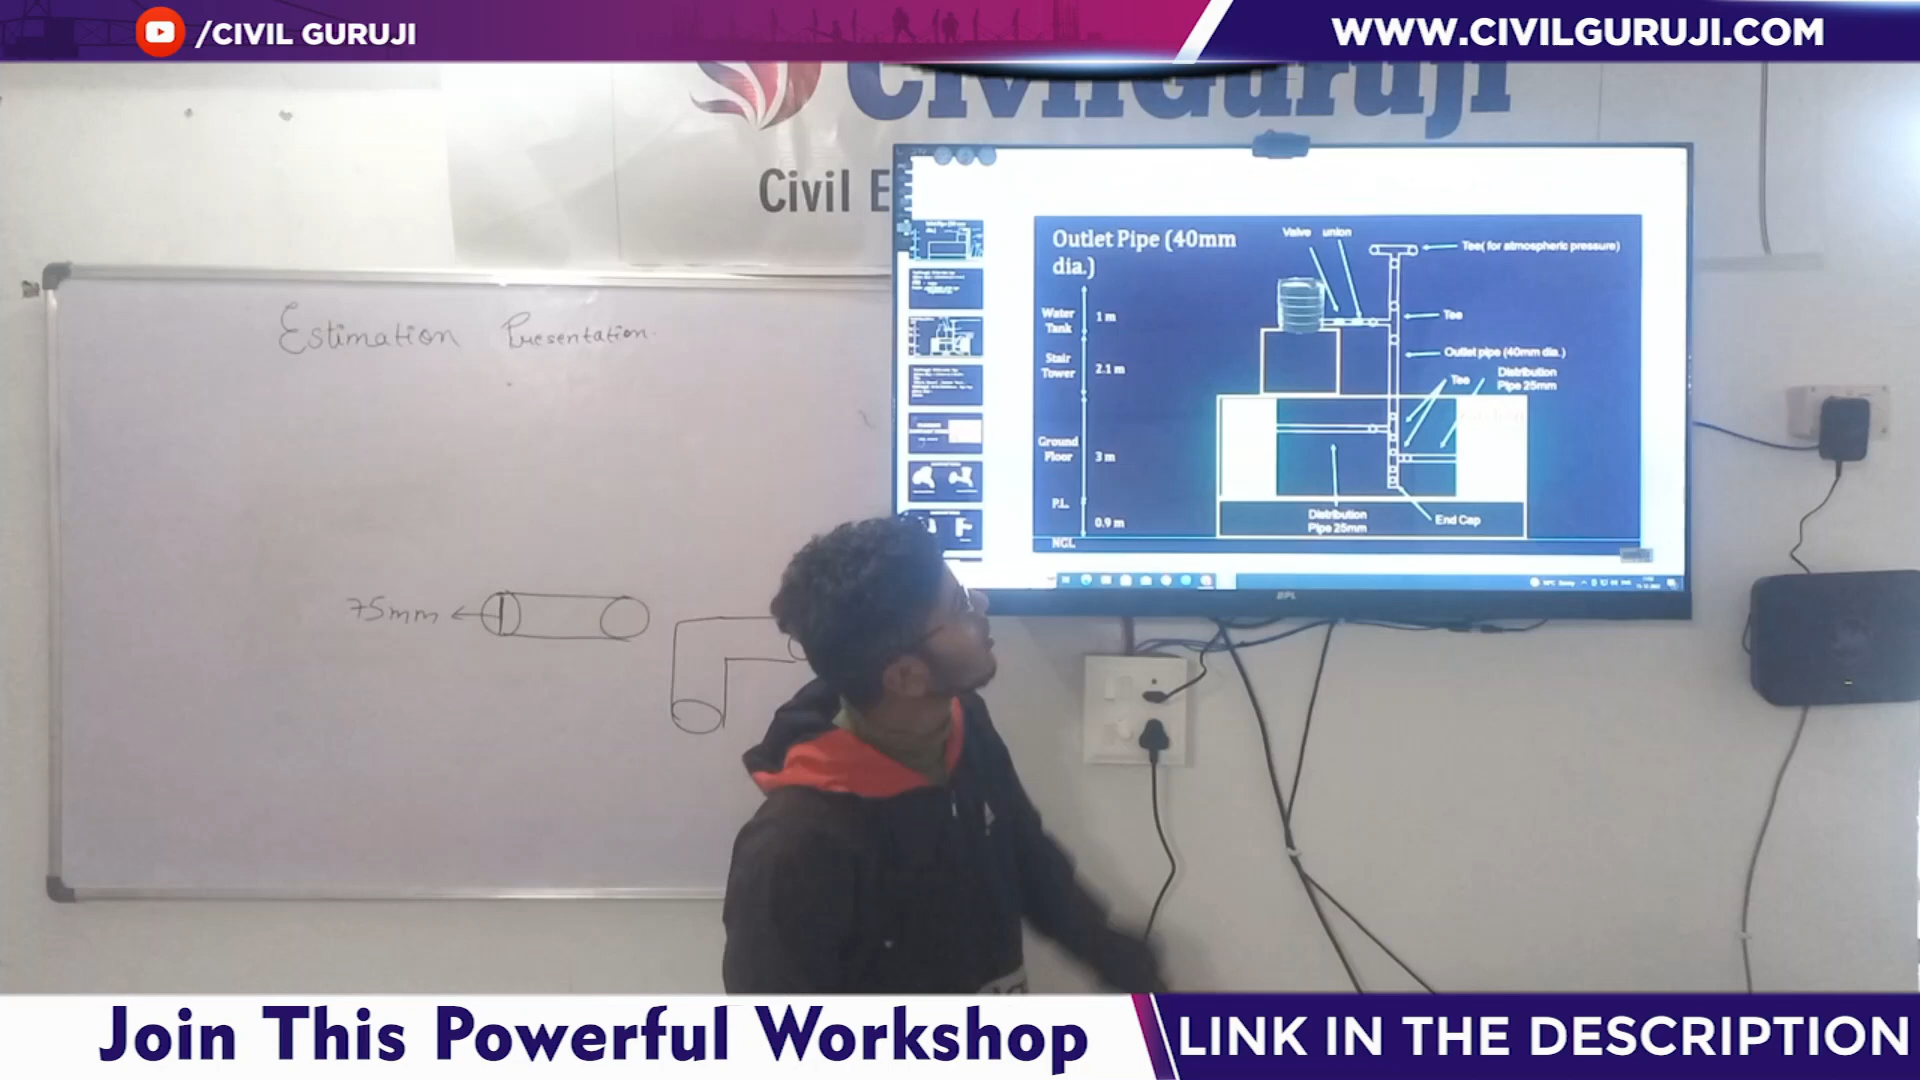 /CIVIL GURUJI
WWW.CIVILGURUJI.COM
CivilGuruji
Civil E
Outlet Pipe (40mm
dia.)
Valve union
Tee( for atmospheric pressure)
Water
Tank
1 m
Tee
Stair
Tower
2.1 m
Outlet pipe (40mm dia.)
Tee
Distribution
Pipe 25mm
Ground
Floor
3 m
P.L.
0.9 m
Distribution
Pipe 25mm
End Cap
NGL
BPL
Estimation Presentation.
75mm
Join This Powerful Workshop
LINK IN THE DESCRIPTION